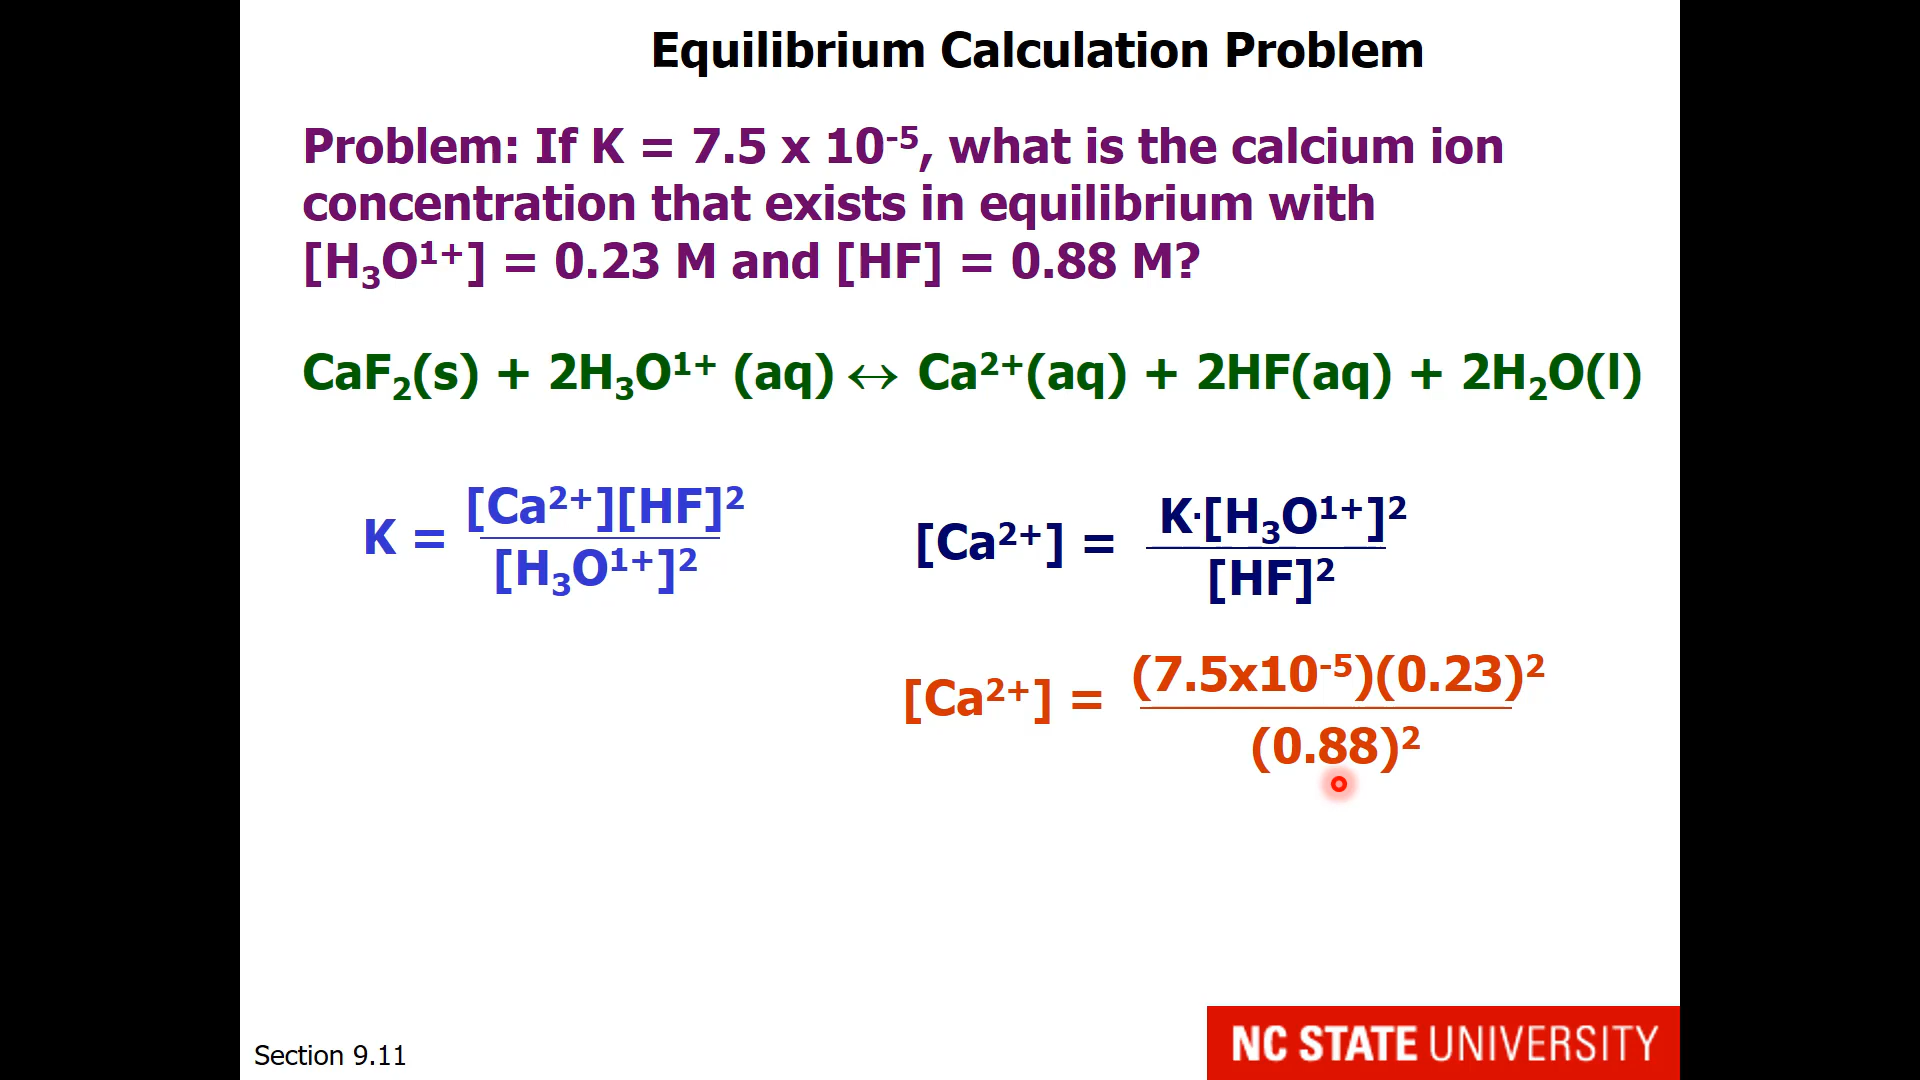 Equilibrium Calculation Problem
Problem: If K = 7.5 x 10⁻⁵, what is the calcium ion
concentration that exists in equilibrium with
[H₃O¹⁺] = 0.23 M and [HF] = 0.88 M?
CaF₂(s) + 2H₃O¹⁺ (aq) ↔ Ca²⁺(aq) + 2HF(aq) + 2H₂O(l)
K = [Ca²⁺][HF]² / [H₃O¹⁺]²
[Ca²⁺] = K·[H₃O¹⁺]² / [HF]²
[Ca²⁺] = (7.5x10⁻⁵)(0.23)² / (0.88)²
Section 9.11
NC STATE UNIVERSITY